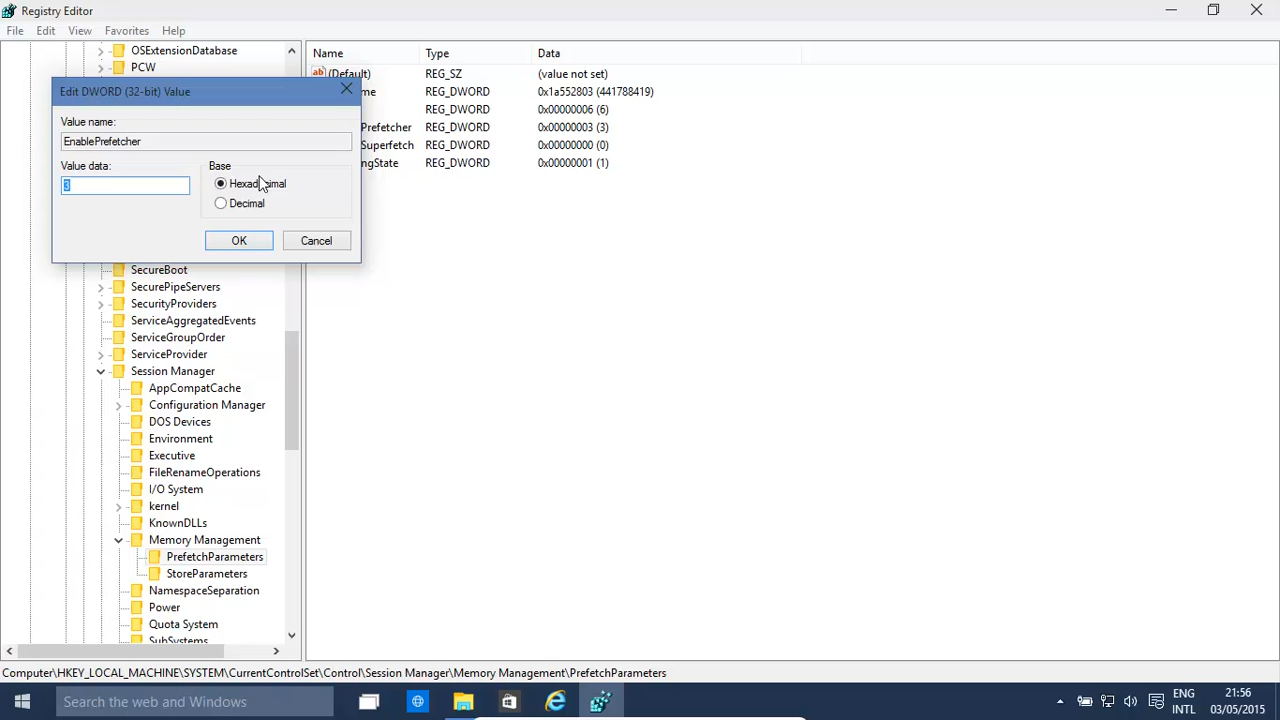 Registry Editor
File Edit View Favorites Help
OSExtensionDatabase
PCW
Edit DWORD (32-bit) Value
Value name:
EnablePrefetcher
Value data:
3
Base
Hexadecimal
Decimal
OK Cancel
SecureBoot
SecurePipeServers
SecurityProviders
ServiceAggregatedEvents
ServiceGroupOrder
ServiceProvider
Session Manager
AppCompatCache
Configuration Manager
DOS Devices
Environment
Executive
FileRenameOperations
I/O System
kernel
KnownDLLs
Memory Management
PrefetchParameters
StoreParameters
NamespaceSeparation
Power
Quota System
SubSystems
Name Type Data
ab (Default) REG_SZ (value not set)
me REG_DWORD 0x1a552803 (441788419)
REG_DWORD 0x00000006 (6)
Prefetcher REG_DWORD 0x00000003 (3)
Superfetch REG_DWORD 0x00000000 (0)
ngState REG_DWORD 0x00000001 (1)
Computer\HKEY_LOCAL_MACHINE\SYSTEM\CurrentControlSet\Control\Session Manager\Memory Management\PrefetchParameters
Search the web and Windows
ENG
INTL
21:56
03/05/2015